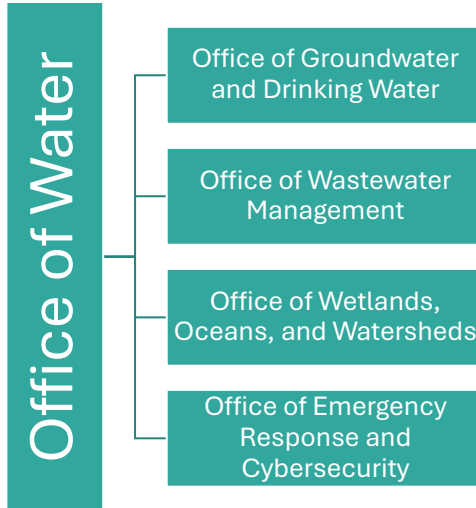 Office of Water
Office of Groundwater
and Drinking Water
Office of Wastewater
Management
Office of Wetlands,
Oceans, and Watersheds
Office of Emergency
Response and
Cybersecurity